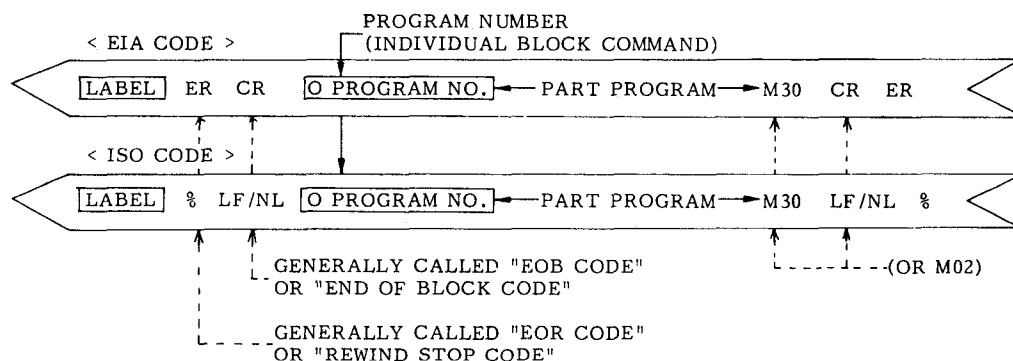 PROGRAM NUMBER
(INDIVIDUAL BLOCK COMMAND)
< EIA CODE >
LABEL ER CR O PROGRAM NO. PART PROGRAM M30 CR ER
< ISO CODE >
LABEL % LF/NL O PROGRAM NO. PART PROGRAM M30 LF/NL %
GENERALLY CALLED "EOB CODE"
OR "END OF BLOCK CODE"
(OR M02)
GENERALLY CALLED "EOR CODE"
OR "REWIND STOP CODE"